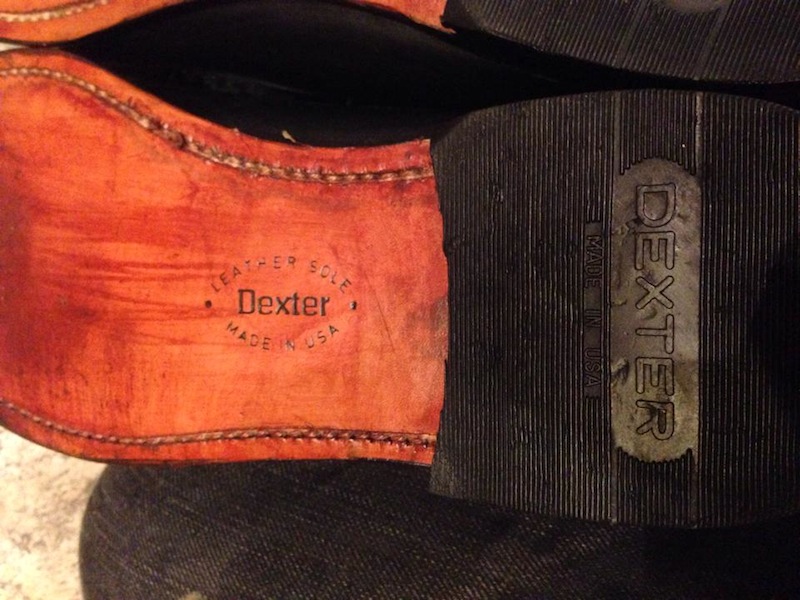 LEATHER SOLE
Dexter
MADE IN USA
DEXTER
MADE IN USA